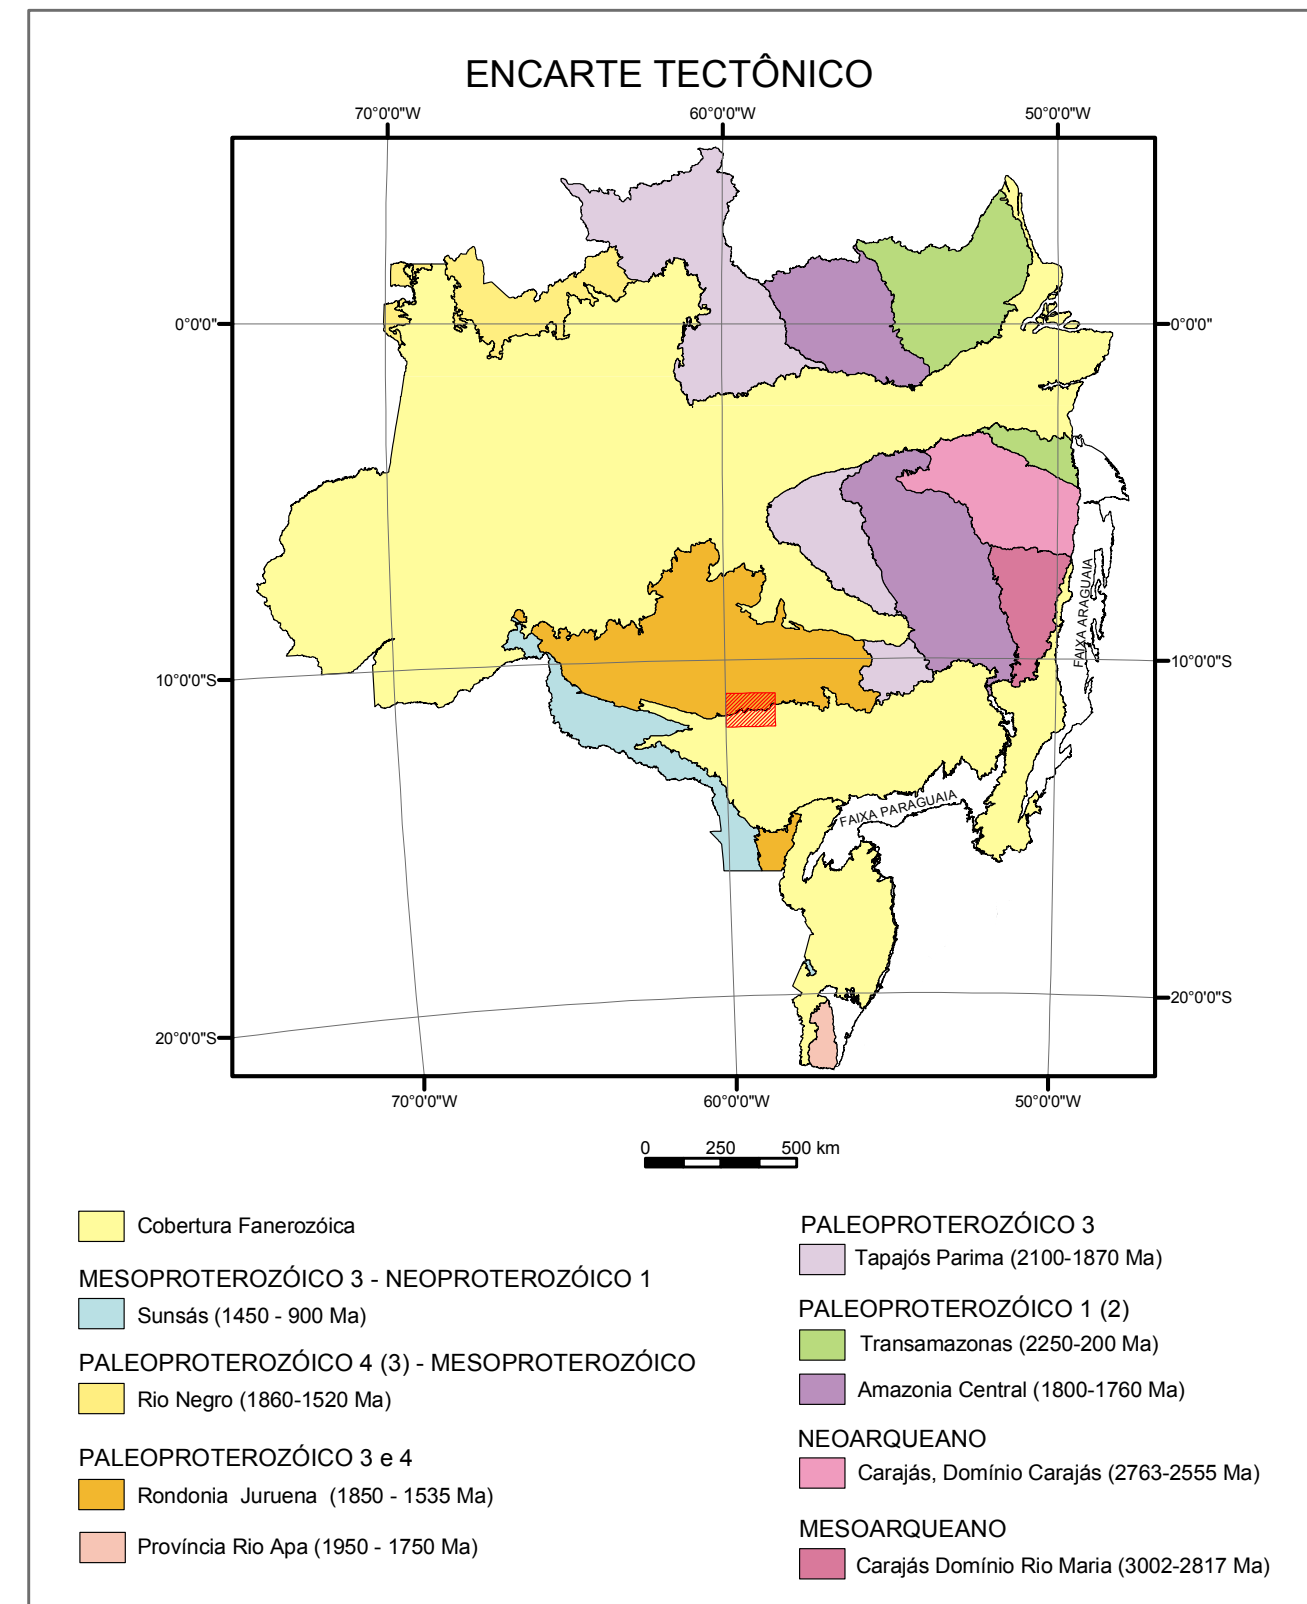 ENCARTE TECTÔNICO
70°0'0"W
60°0'0"W
50°0'0"W
0°0'0"
0°0'0"
FAIXA ARAGUAIA
10°0'0"S
10°0'0"S
FAIXA PARAGUAIA
20°0'0"S
20°0'0"S
70°0'0"W
60°0'0"W
50°0'0"W
0 250 500 km
Cobertura Fanerozóica
MESOPROTEROZÓICO 3 - NEOPROTEROZÓICO 1
Sunsás (1450 - 900 Ma)
PALEOPROTEROZÓICO 4 (3) - MESOPROTEROZÓICO
Rio Negro (1860-1520 Ma)
PALEOPROTEROZÓICO 3 e 4
Rondonia Juruena (1850 - 1535 Ma)
Província Rio Apa (1950 - 1750 Ma)
PALEOPROTEROZÓICO 3
Tapajós Parima (2100-1870 Ma)
PALEOPROTEROZÓICO 1 (2)
Transamazonas (2250-200 Ma)
Amazonia Central (1800-1760 Ma)
NEOARQUEANO
Carajás, Domínio Carajás (2763-2555 Ma)
MESOARQUEANO
Carajás Domínio Rio Maria (3002-2817 Ma)